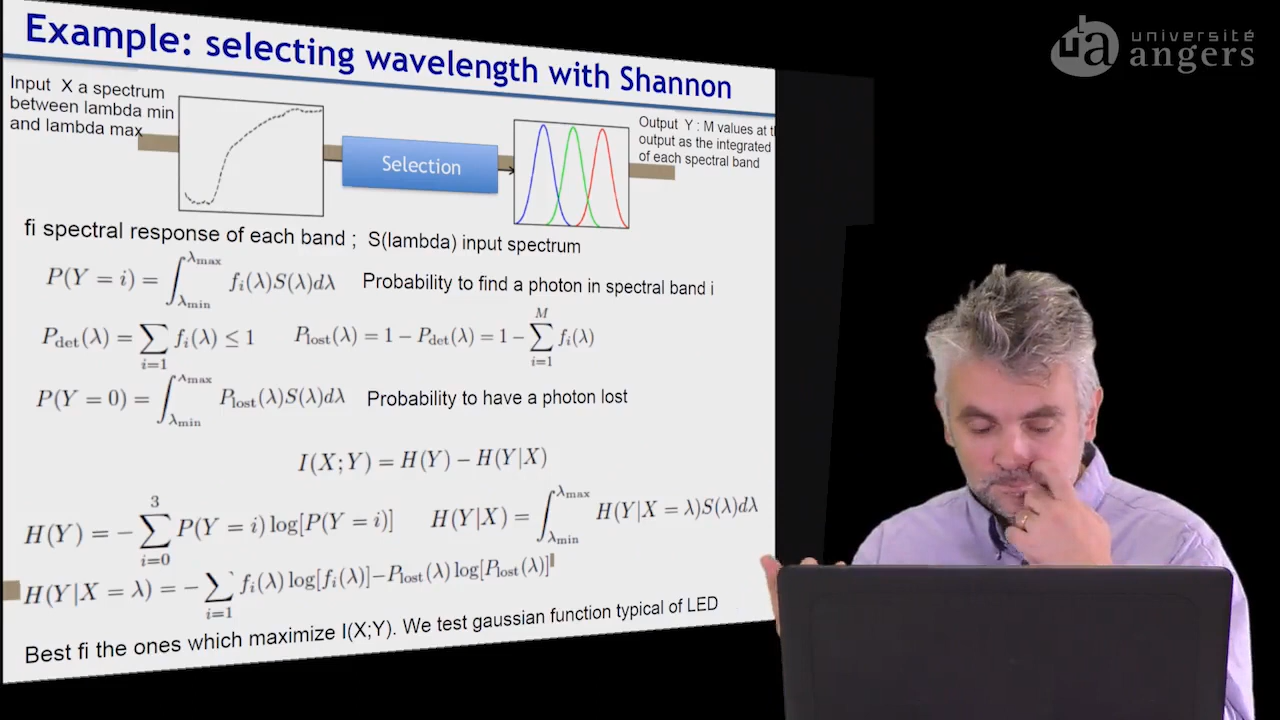 Example: selecting wavelength with Shannon
université
angers
Input X a spectrum
between lambda min
and lambda max
Selection
Output Y : M values at t
output as the integrated
of each spectral band
fi spectral response of each band ; S(lambda) input spectrum
P(Y = i) = ∫_{λmin}^{λmax} f_i(λ)S(λ)dλ Probability to find a photon in spectral band i
P_det(λ) = ∑_{i=1} f_i(λ) ≤ 1 P_lost(λ) = 1 − P_det(λ) = 1 − ∑_{i=1}^{M} f_i(λ)
P(Y = 0) = ∫_{λmin}^{λmax} P_lost(λ)S(λ)dλ Probability to have a photon lost
I(X; Y) = H(Y) − H(Y|X)
H(Y) = − ∑_{i=0}^{3} P(Y = i) log[P(Y = i)] H(Y|X) = ∫_{λmin}^{λmax} H(Y|X = λ)S(λ)dλ
H(Y|X = λ) = − ∑_{i=1} f_i(λ) log[f_i(λ)]−P_lost(λ) log[P_lost(λ)]
Best fi the ones which maximize I(X;Y). We test gaussian function typical of LED